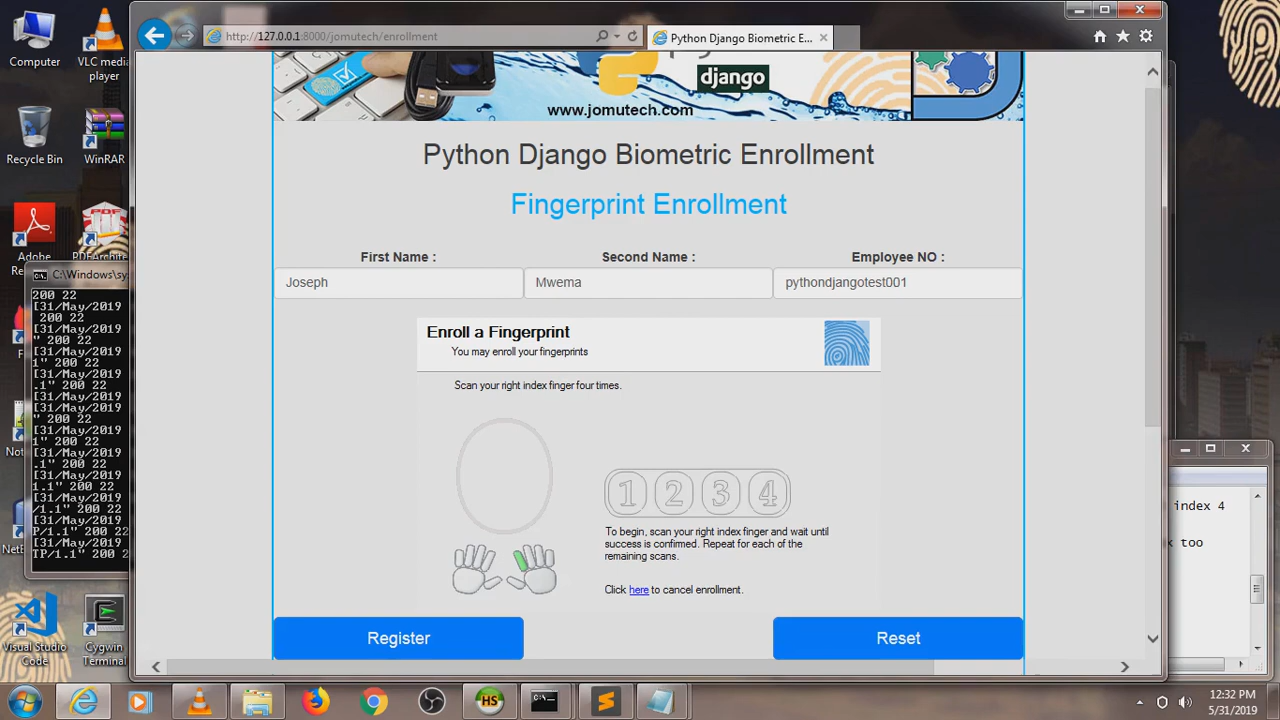 Computer
VLC media
player
Recycle Bin
WinRAR
Adobe
PDFArchite
http://127.0.0.1:8000/jomutech/enrollment
Python Django Biometric E...
django
www.jomutech.com
Python Django Biometric Enrollment
Fingerprint Enrollment
First Name :
Second Name :
Employee NO :
Joseph
Mwema
pythondjangotest001
Enroll a Fingerprint
You may enroll your fingerprints
Scan your right index finger four times.
1 2 3 4
To begin, scan your right index finger and wait until
success is confirmed. Repeat for each of the
remaining scans.
Click here to cancel enrollment.
Register
Reset
C:\Windows\sy
200 22
[31/May/2019
200 22
[31/May/2019
" 200 22
[31/May/2019
1" 200 22
[31/May/2019
.1" 200 22
[31/May/2019
[31/May/2019
" 200 22
[31/May/2019
1" 200 22
[31/May/2019
.1" 200 22
[31/May/2019
1.1" 200 22
[31/May/2019
/1.1" 200 22
[31/May/2019
P/1.1" 200 22
[31/May/2019
TP/1.1" 200 2
index 4
too
Visual Studio
Code
Cygwin
Terminal
HS
12:32 PM
5/31/2019